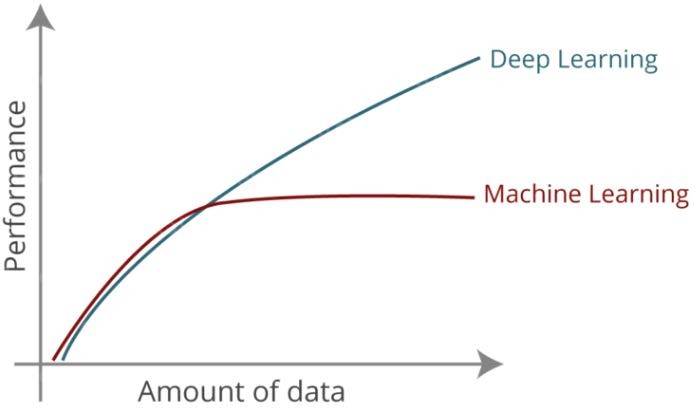 Deep Learning
Machine Learning
Performance
Amount of data